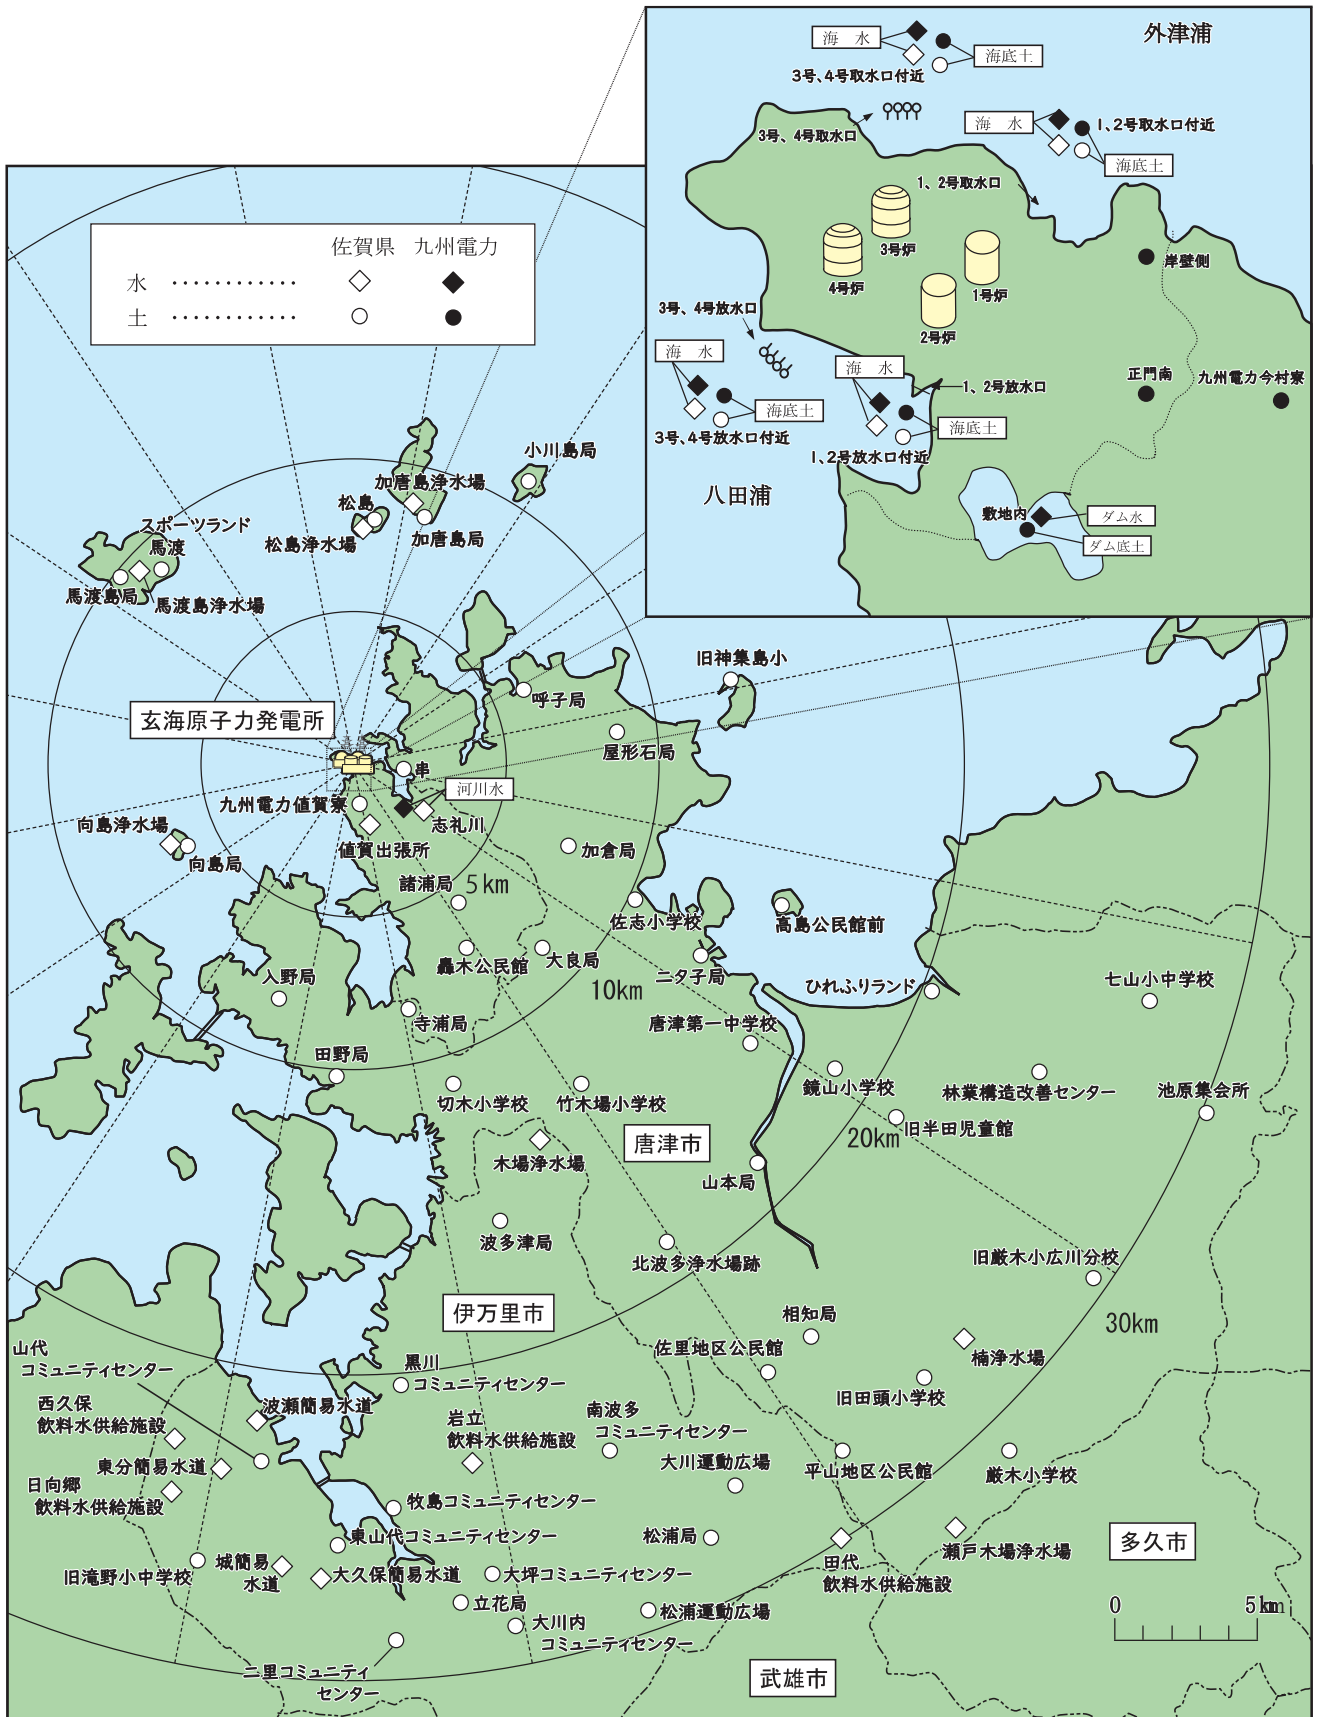 外津浦
海　水
海底土
3号、4号取水口付近
海　水
1、2号取水口付近
海底土
3号、4号取水口
1、2号取水口
3号炉
4号炉
1号炉
2号炉
岸壁側
3号、4号放水口
海　水
海底土
3号、4号放水口付近
海　水
1、2号放水口
海底土
1、2号放水口付近
正門南
九州電力今村寮
八田浦
敷地内
ダム水
ダム底土
佐賀県　九州電力
水 ‥‥‥‥‥‥
土 ‥‥‥‥‥‥
小川島局
加唐島浄水場
松島
松島浄水場
加唐島局
スポーツランド
馬渡
馬渡島局
馬渡島浄水場
旧神集島小
呼子局
屋形石局
玄海原子力発電所
串
河川水
九州電力値賀寮
志礼川
値賀出張所
向島浄水場
向島局
加倉局
諸浦局
5km
佐志小学校
高島公民館前
轟木公民館
大良局
二タ子局
入野局
10km
ひれふりランド
七山小中学校
寺浦局
唐津第一中学校
田野局
切木小学校
竹木場小学校
鏡山小学校
林業構造改善センター
池原集会所
20km
旧半田児童館
唐津市
木場浄水場
山本局
波多津局
北波多浄水場跡
旧厳木小広川分校
伊万里市
相知局
30km
山代
コミュニティセンター
佐里地区公民館
楠浄水場
黒川
コミュニティセンター
旧田頭小学校
西久保
飲料水供給施設
波瀬簡易水道
岩立
飲料水供給施設
南波多
コミュニティセンター
東分簡易水道
大川運動広場
平山地区公民館
厳木小学校
日向郷
飲料水供給施設
牧島コミュニティセンター
東山代コミュニティセンター
松浦局
瀬戸木場浄水場
多久市
旧滝野小中学校
城簡易
水道
大久保簡易水道
大坪コミュニティセンター
田代
飲料水供給施設
立花局
松浦運動広場
大川内
コミュニティセンター
0
5km
二里コミュニティ
センター
武雄市